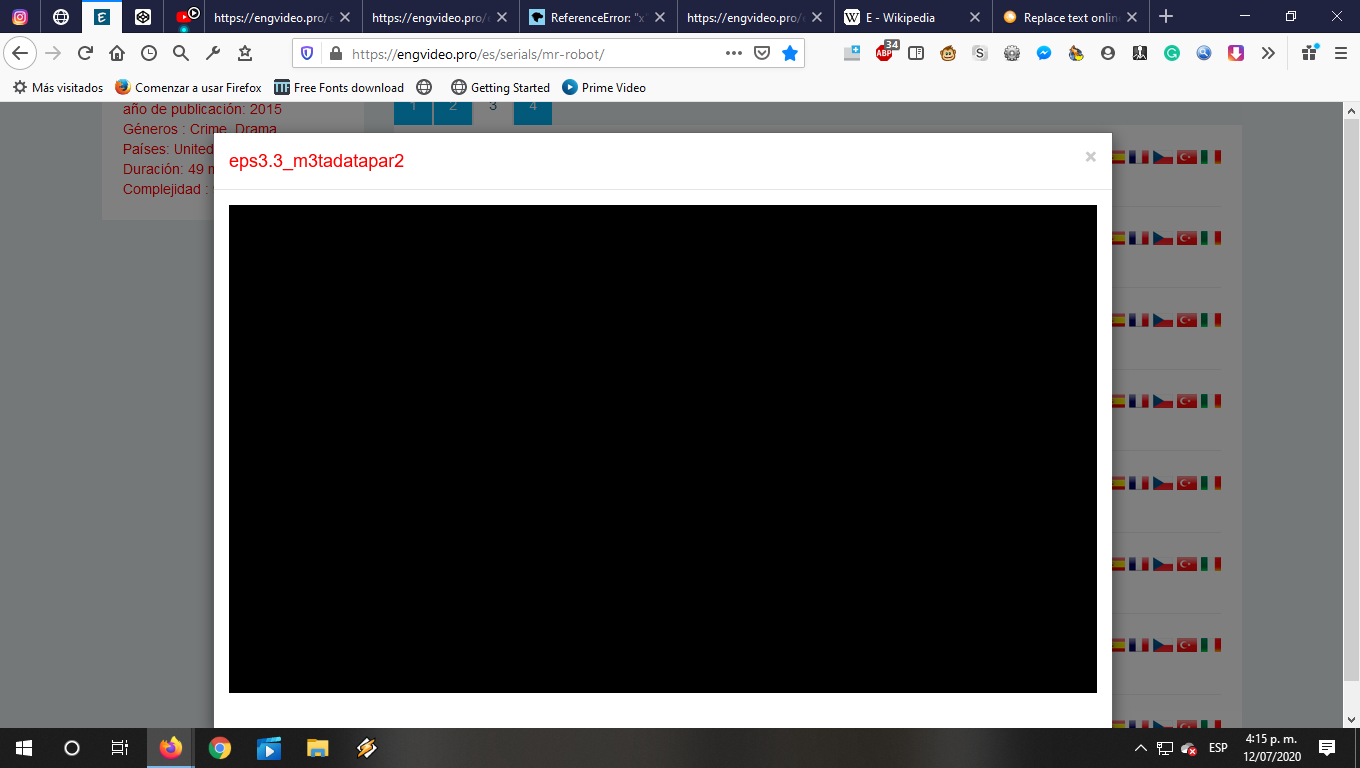 https://engvideo.pro/e
https://engvideo.pro/e
ReferenceError: "x"
https://engvideo.pro/e
E - Wikipedia
Replace text onlin
https://engvideo.pro/es/serials/mr-robot/
ABP
34
S
Más visitados
Comenzar a usar Firefox
Free Fonts download
Getting Started
Prime Video
1
2
3
4
año de publicación: 2015
Géneros : Crime, Drama
Países: United
Duración: 49 m
Complejidad :
eps3.3_m3tadatapar2
×
ESP
4:15 p. m.
12/07/2020